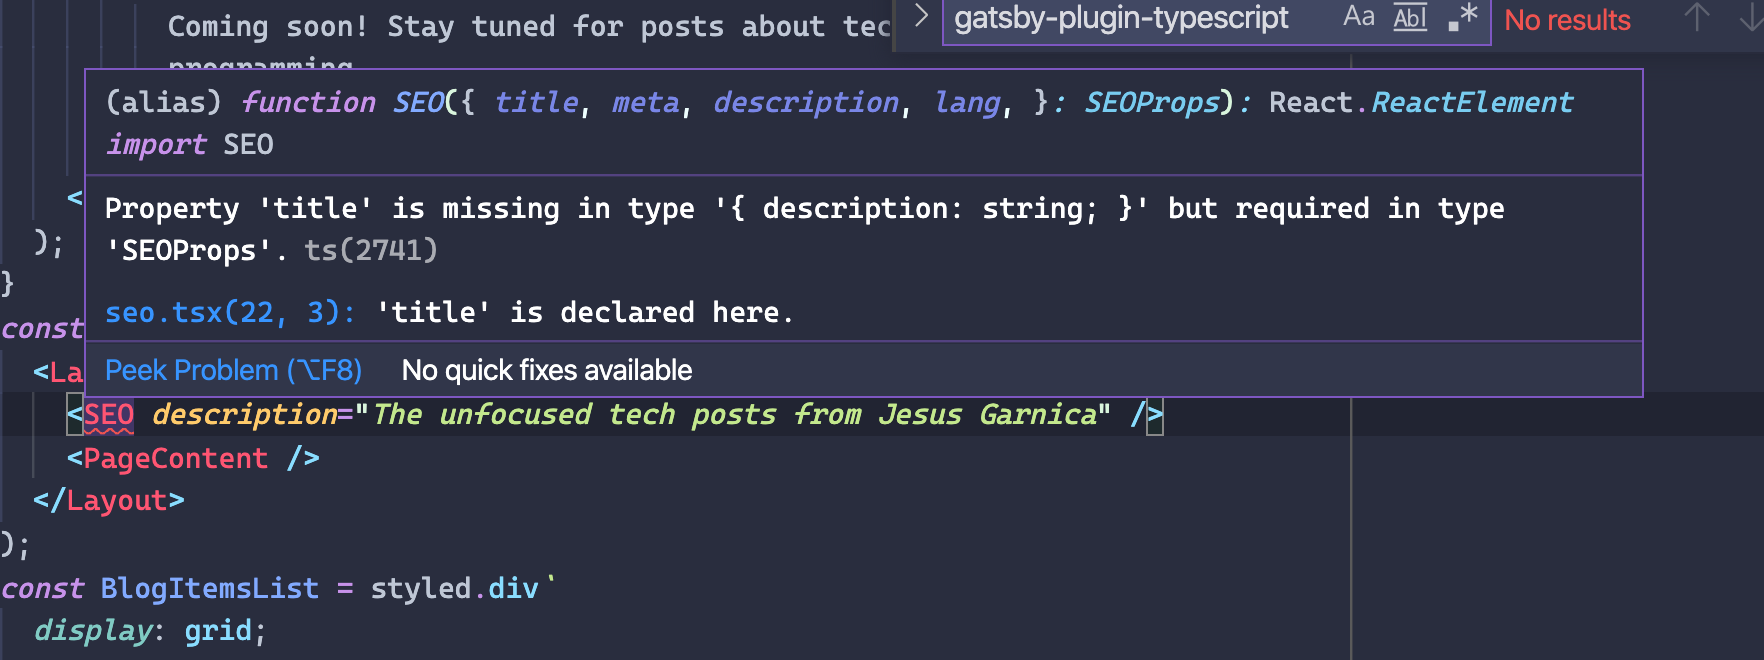 Coming soon! Stay tuned for posts about tec
gatsby-plugin-typescript Aa Abl .* No results
programming
(alias) function SEO({ title, meta, description, lang, }: SEOProps): React.ReactElement
import SEO
<
Property 'title' is missing in type '{ description: string; }' but required in type
'SEOProps'. ts(2741)
);
}
seo.tsx(22, 3): 'title' is declared here.
const
Peek Problem (⌥F8) No quick fixes available
<La
<SEO description="The unfocused tech posts from Jesus Garnica" />
<PageContent />
</Layout>
);
const BlogItemsList = styled.div`
display: grid;